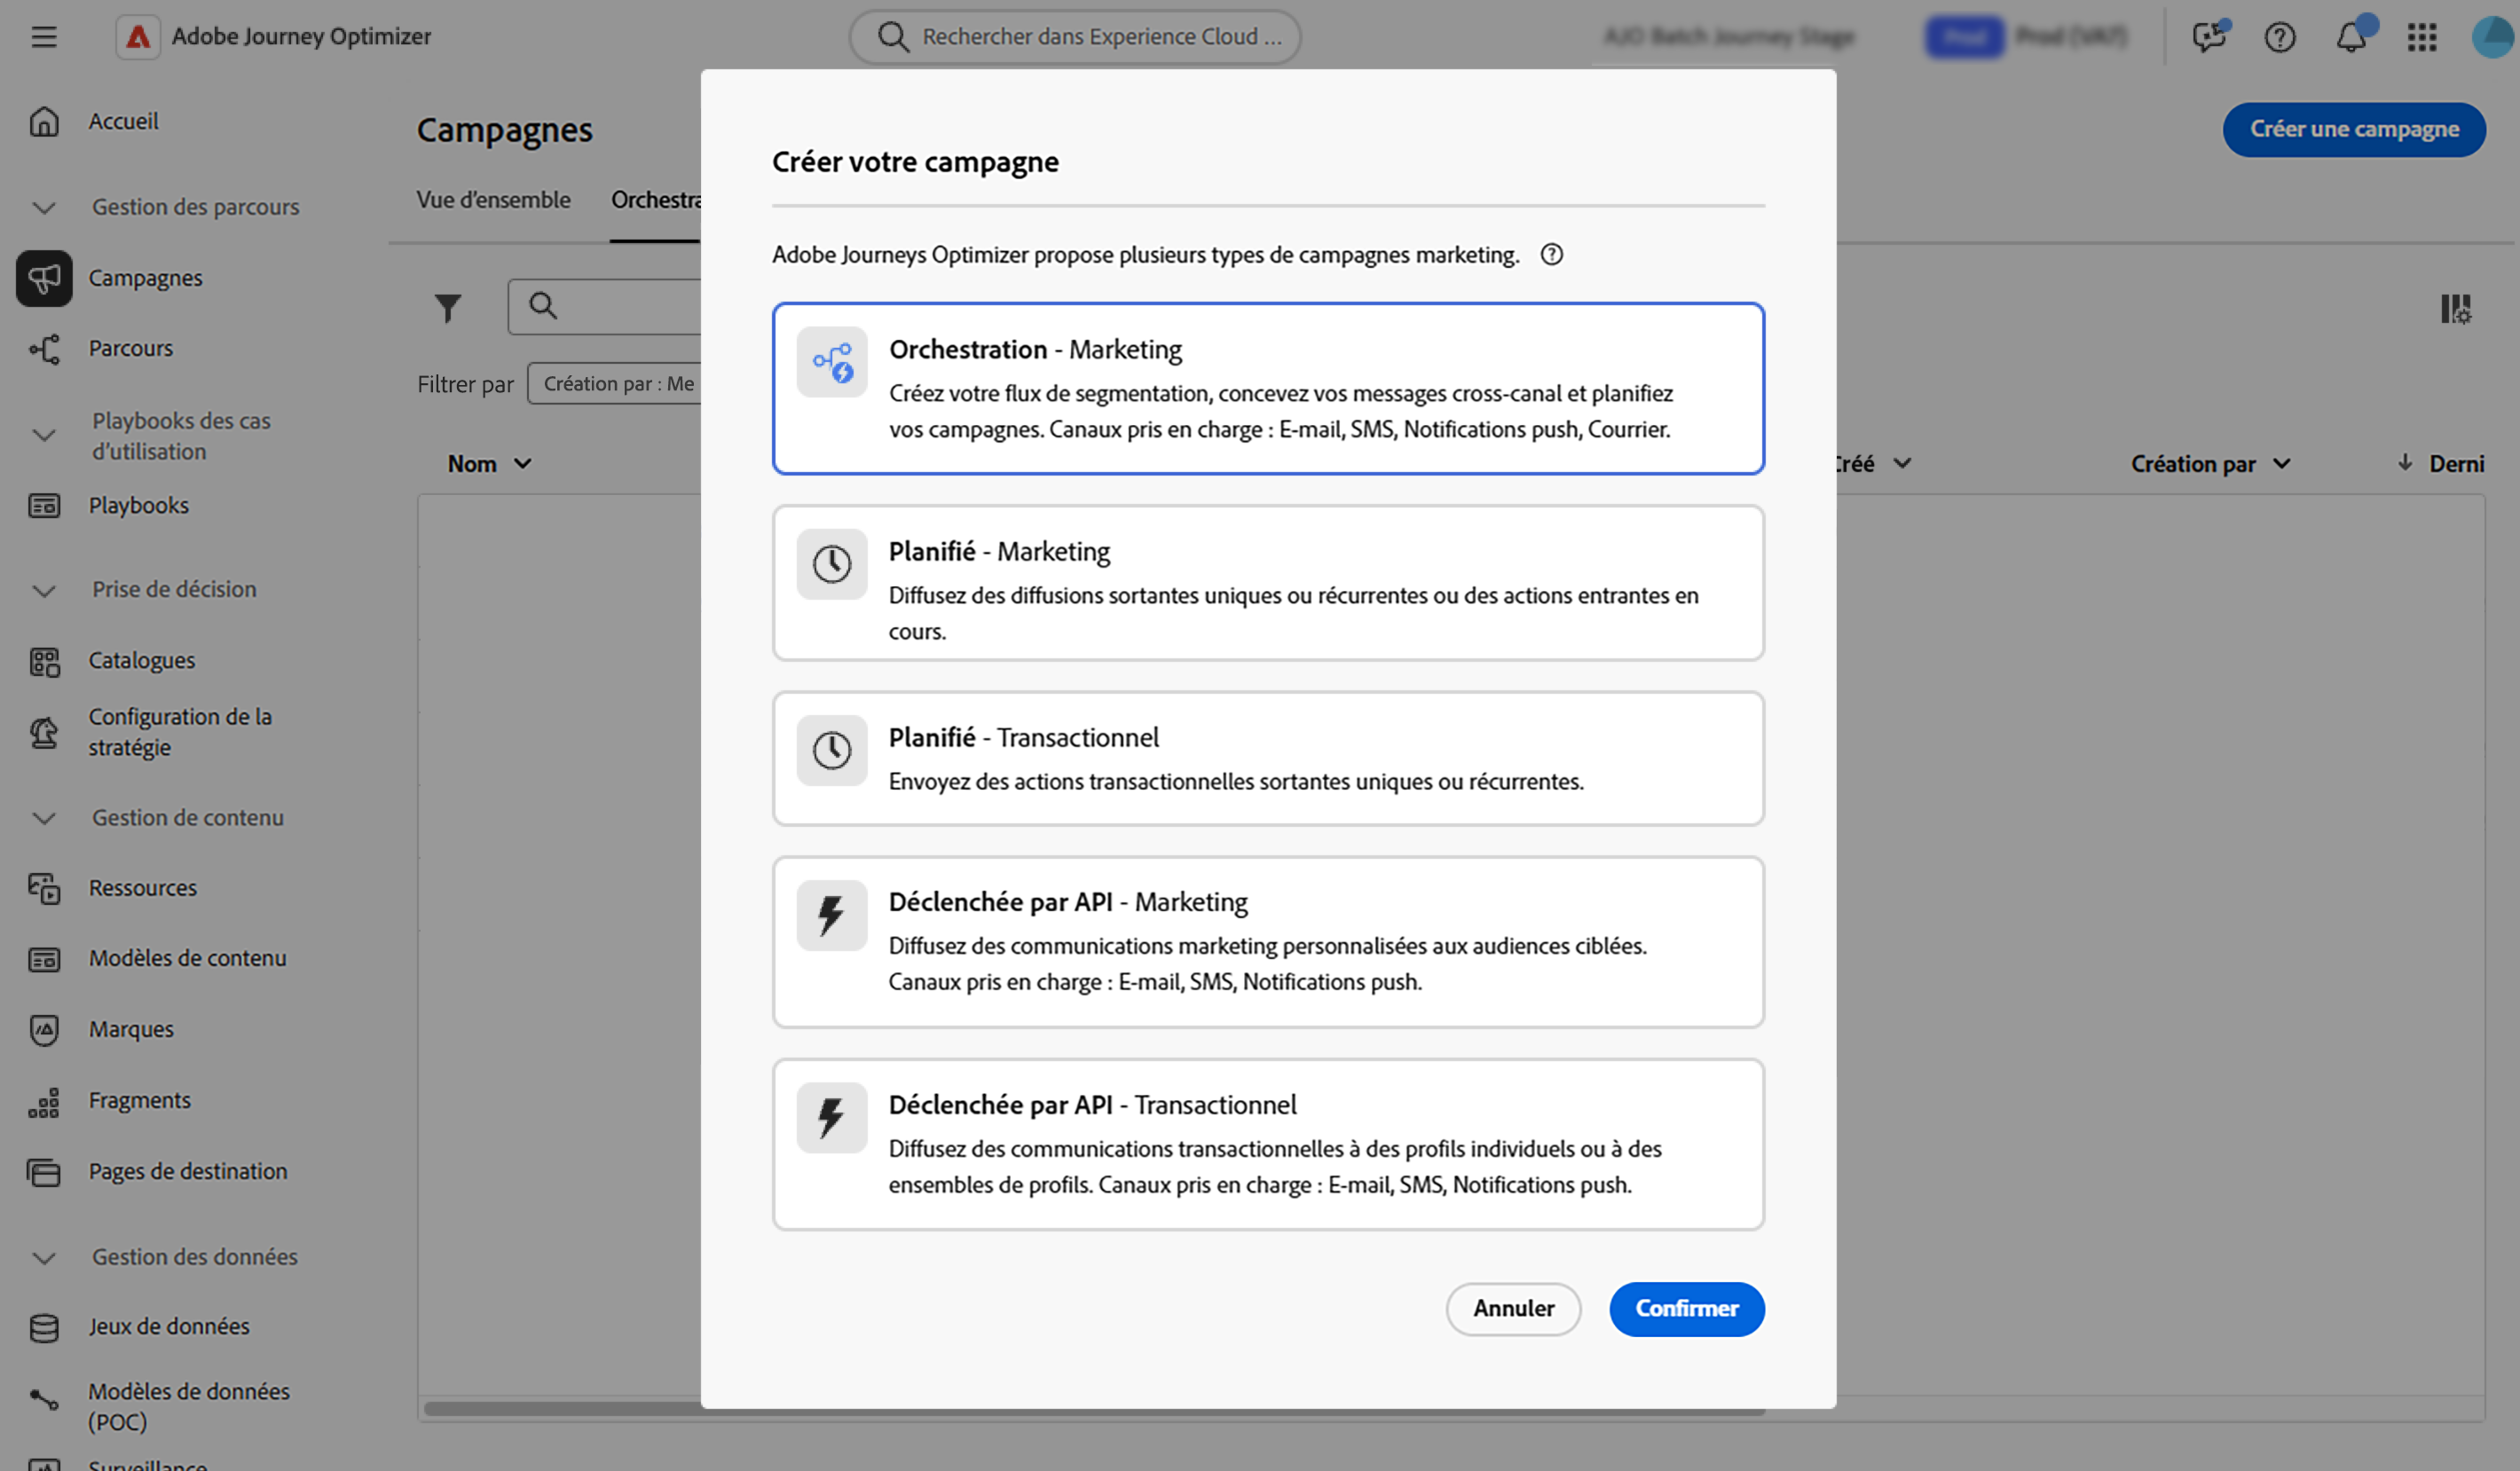 Adobe Journey Optimizer
Rechercher dans Experience Cloud ...
Accueil
Gestion des parcours
Campagnes
Parcours
Playbooks des cas
d'utilisation
Playbooks
Prise de décision
Catalogues
Configuration de la
stratégie
Gestion de contenu
Ressources
Modèles de contenu
Marques
Fragments
Pages de destination
Gestion des données
Jeux de données
Modèles de données
(POC)
Surveillance
Campagnes
Créer une campagne
Vue d'ensemble
Orchestra
Filtrer par
Création par : Me
Nom
Créé
Création par
Derni
Créer votre campagne
Adobe Journeys Optimizer propose plusieurs types de campagnes marketing.
Orchestration - Marketing
Créez votre flux de segmentation, concevez vos messages cross-canal et planifiez
vos campagnes. Canaux pris en charge : E-mail, SMS, Notifications push, Courrier.
Planifié - Marketing
Diffusez des diffusions sortantes uniques ou récurrentes ou des actions entrantes en
cours.
Planifié - Transactionnel
Envoyez des actions transactionnelles sortantes uniques ou récurrentes.
Déclenchée par API - Marketing
Diffusez des communications marketing personnalisées aux audiences ciblées.
Canaux pris en charge : E-mail, SMS, Notifications push.
Déclenchée par API - Transactionnel
Diffusez des communications transactionnelles à des profils individuels ou à des
ensembles de profils. Canaux pris en charge : E-mail, SMS, Notifications push.
Annuler
Confirmer